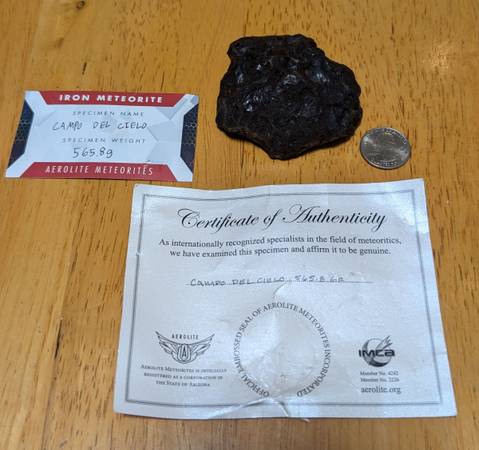 IRON METEORITE
SPECIMEN NAME
CAMPO DEL CIELO
SPECIMEN WEIGHT
565.8g
AEROLITE METEORITES
Certificate of Authenticity
As internationally recognized specialists in the field of meteoritics,
we have examined this specimen and affirm it to be genuine.
CAMPO DEL CIELO 565.8 GR
AEROLITE
A
AEROLITE METEORITES IS OFFICIALLY
REGISTERED AS A CORPORATION IN
THE STATE OF ARIZONA
OFFICIAL EMBOSSED SEAL OF AEROLITE METEORITES INCORPORATED
IMCA
Member No. 4242
Member No. 2226
aerolite.org